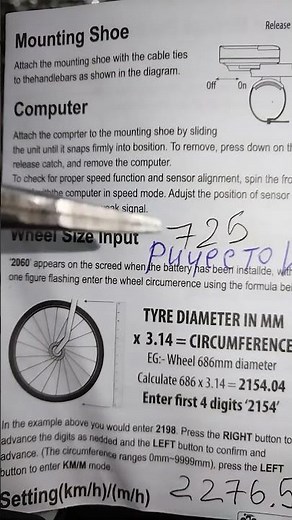 Mounting Shoe
Release
Attach the mounting shoe with the cable ties
to thehandlebars as shown in the diagram.
Off On
Computer
Attach the comprter to the mounting shoe by sliding
the unit until it snaps firmly into bosition. To remove, press down on th
release catch, and remove the computer.
To check for proper speed function and sensor alignment, spin the fro
the computer in speed mode. Adujst the position of sensor
signal.
Wheel Size Input
725
'2060' appears on the screed when the battery has been installde, with
one figure flashing enter the wheel circumerence using the formula be
TYRE DIAMETER IN MM
x 3.14 = CIRCUMFERENCE
EG:- Wheel 686mm diameter
Calculate 686 x 3.14 = 2154.04
Enter first 4 digits '2154'
In the example above you would enter 2198. Press the RIGHT button to
advance the digits as nedded and the LEFT button to confirm and
advance. (The circumference ranges 0mm~9999mm), press the LEFT
button to enter KM/M mode
Setting(km/h)/(m/h)
2276.5